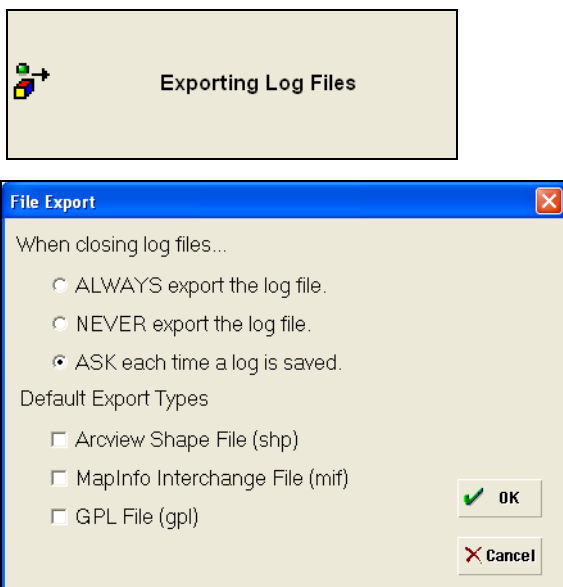 Exporting Log Files
File Export
When closing log files...
ALWAYS export the log file.
NEVER export the log file.
ASK each time a log is saved.
Default Export Types
Arcview Shape File (shp)
MapInfo Interchange File (mif)
GPL File (gpl)
OK
Cancel